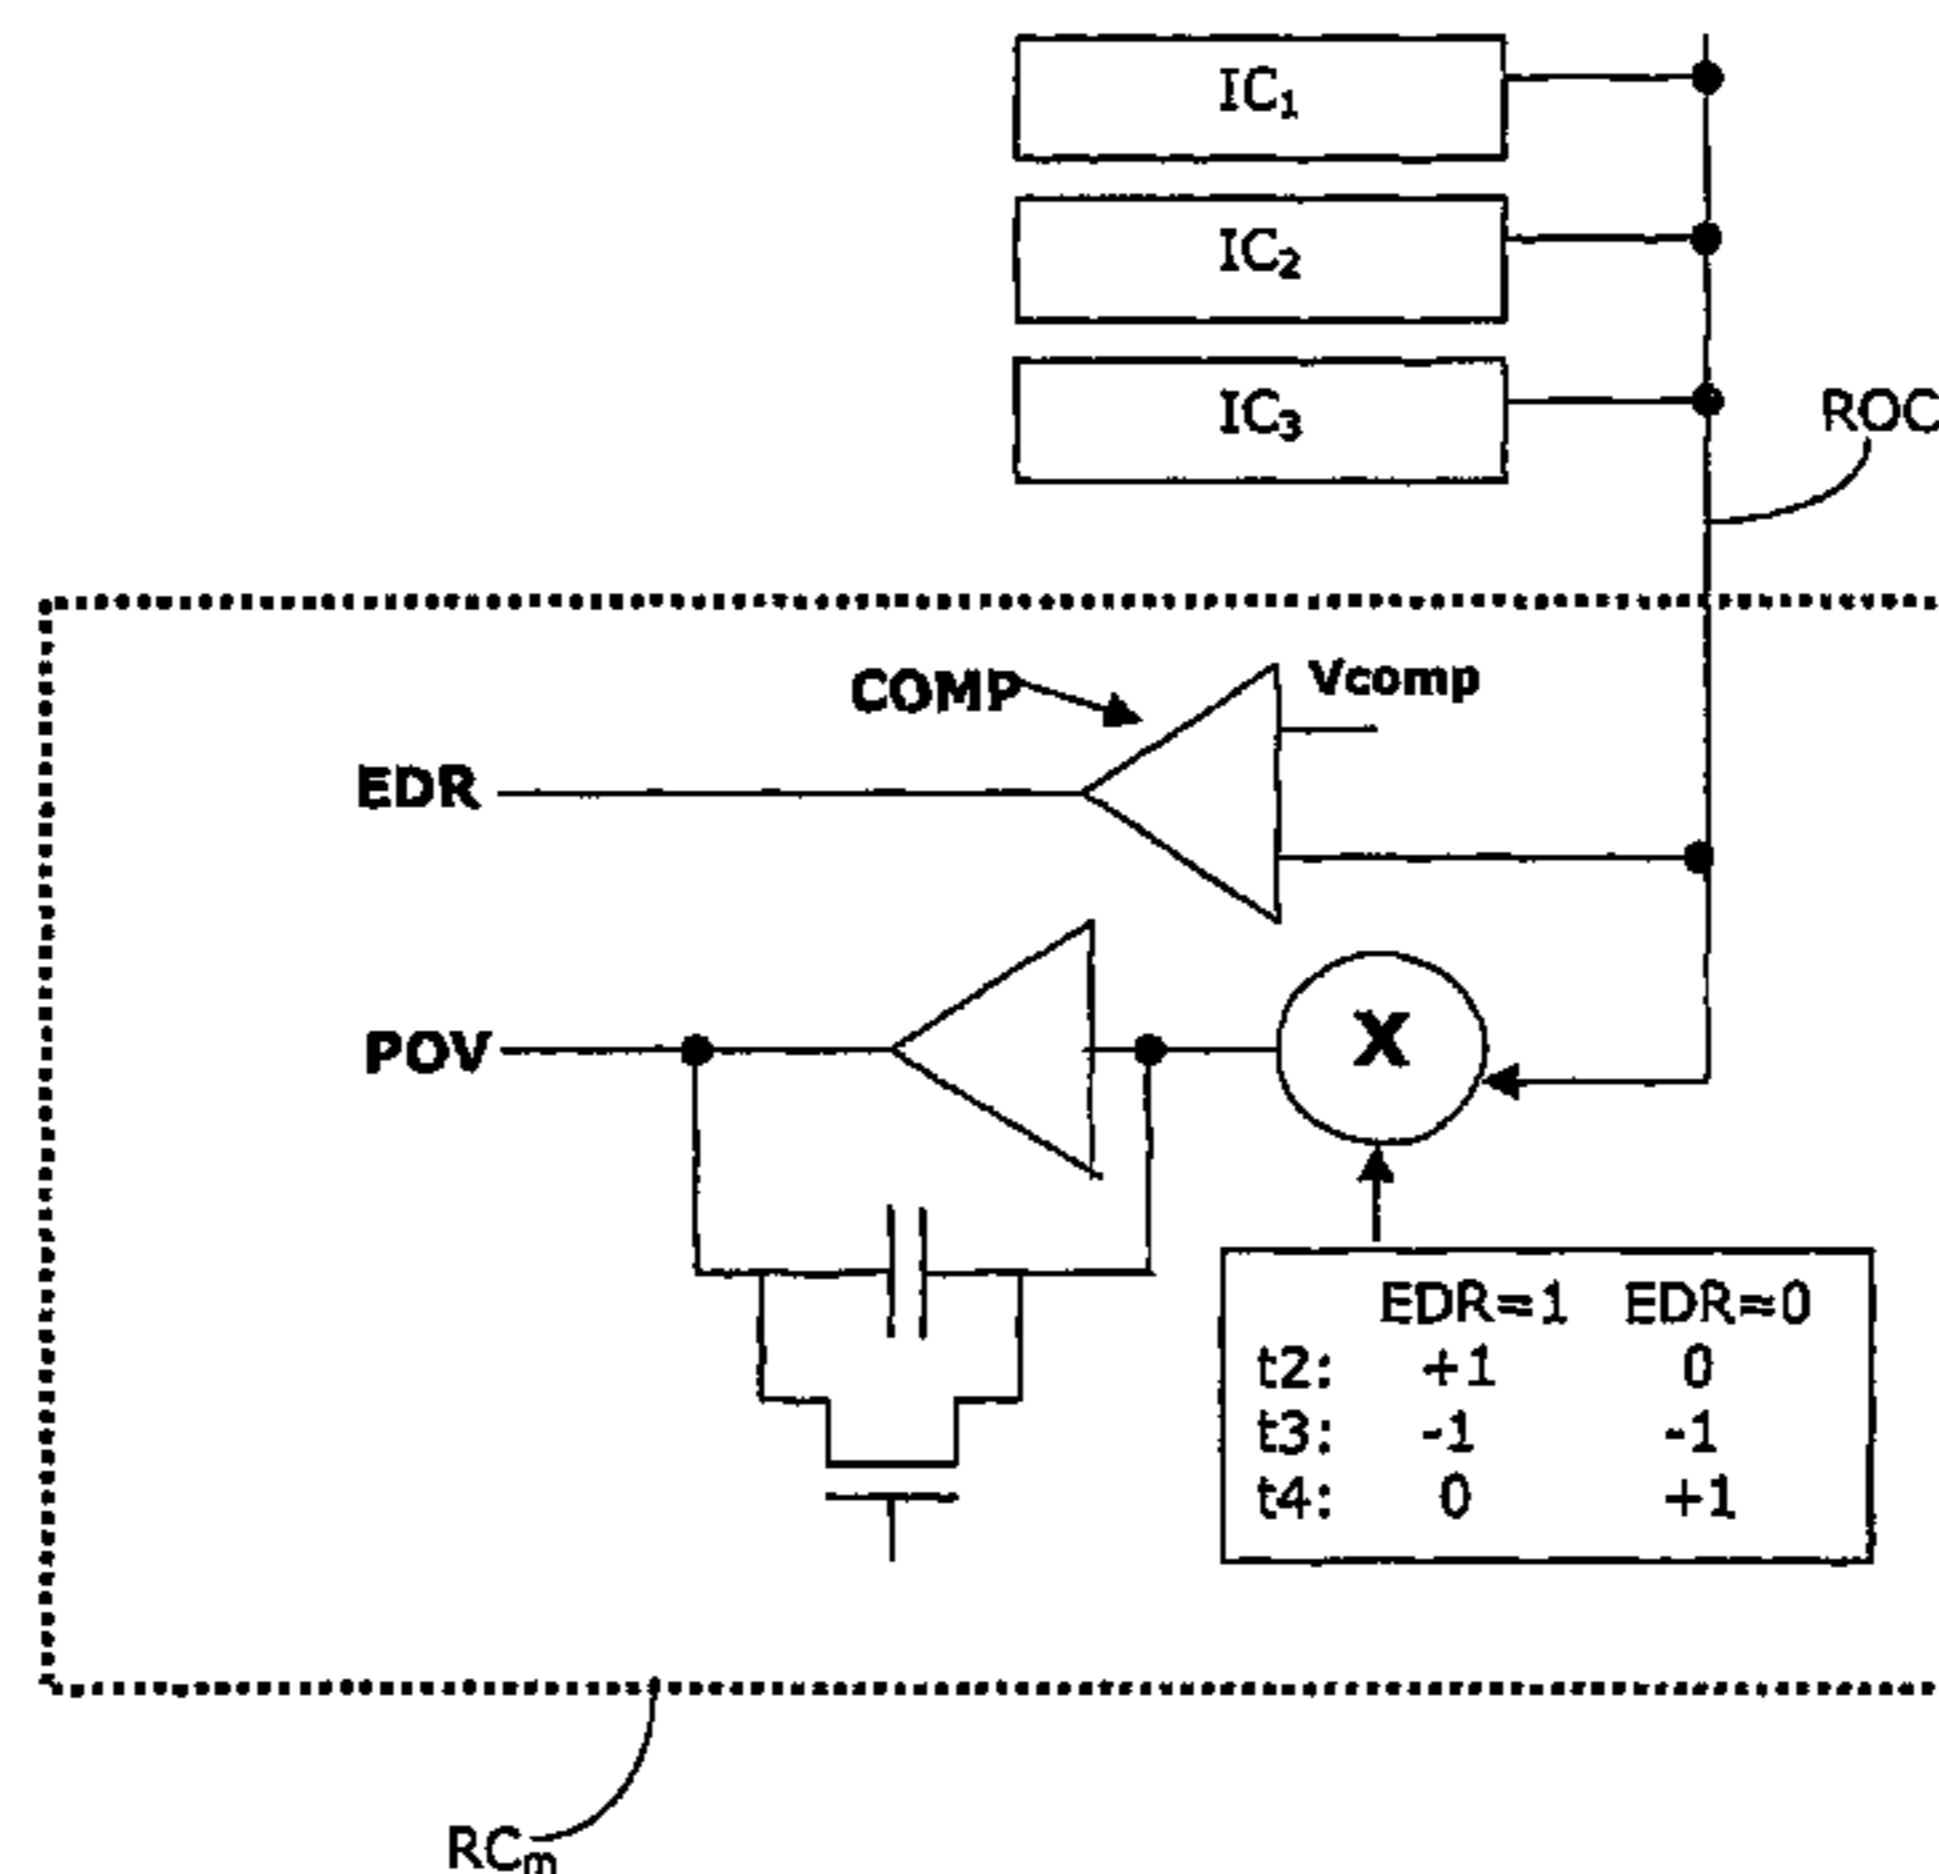 IC₁
IC₂
IC₃
ROC
COMP
Vcomp
EDR
POV
X
EDR=1 EDR=0
t2: +1 0
t3: -1 -1
t4: 0 +1
RCₘ